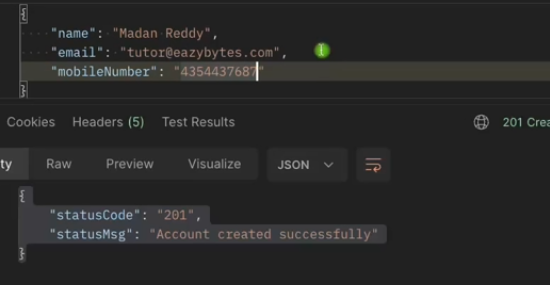 {
"name": "Madan Reddy",
"email": "tutor@eazybytes.com",
"mobileNumber": "4354437687"
}
Cookies Headers (5) Test Results 201 Crea
ty Raw Preview Visualize JSON
{
"statusCode": "201",
"statusMsg": "Account created successfully"
}